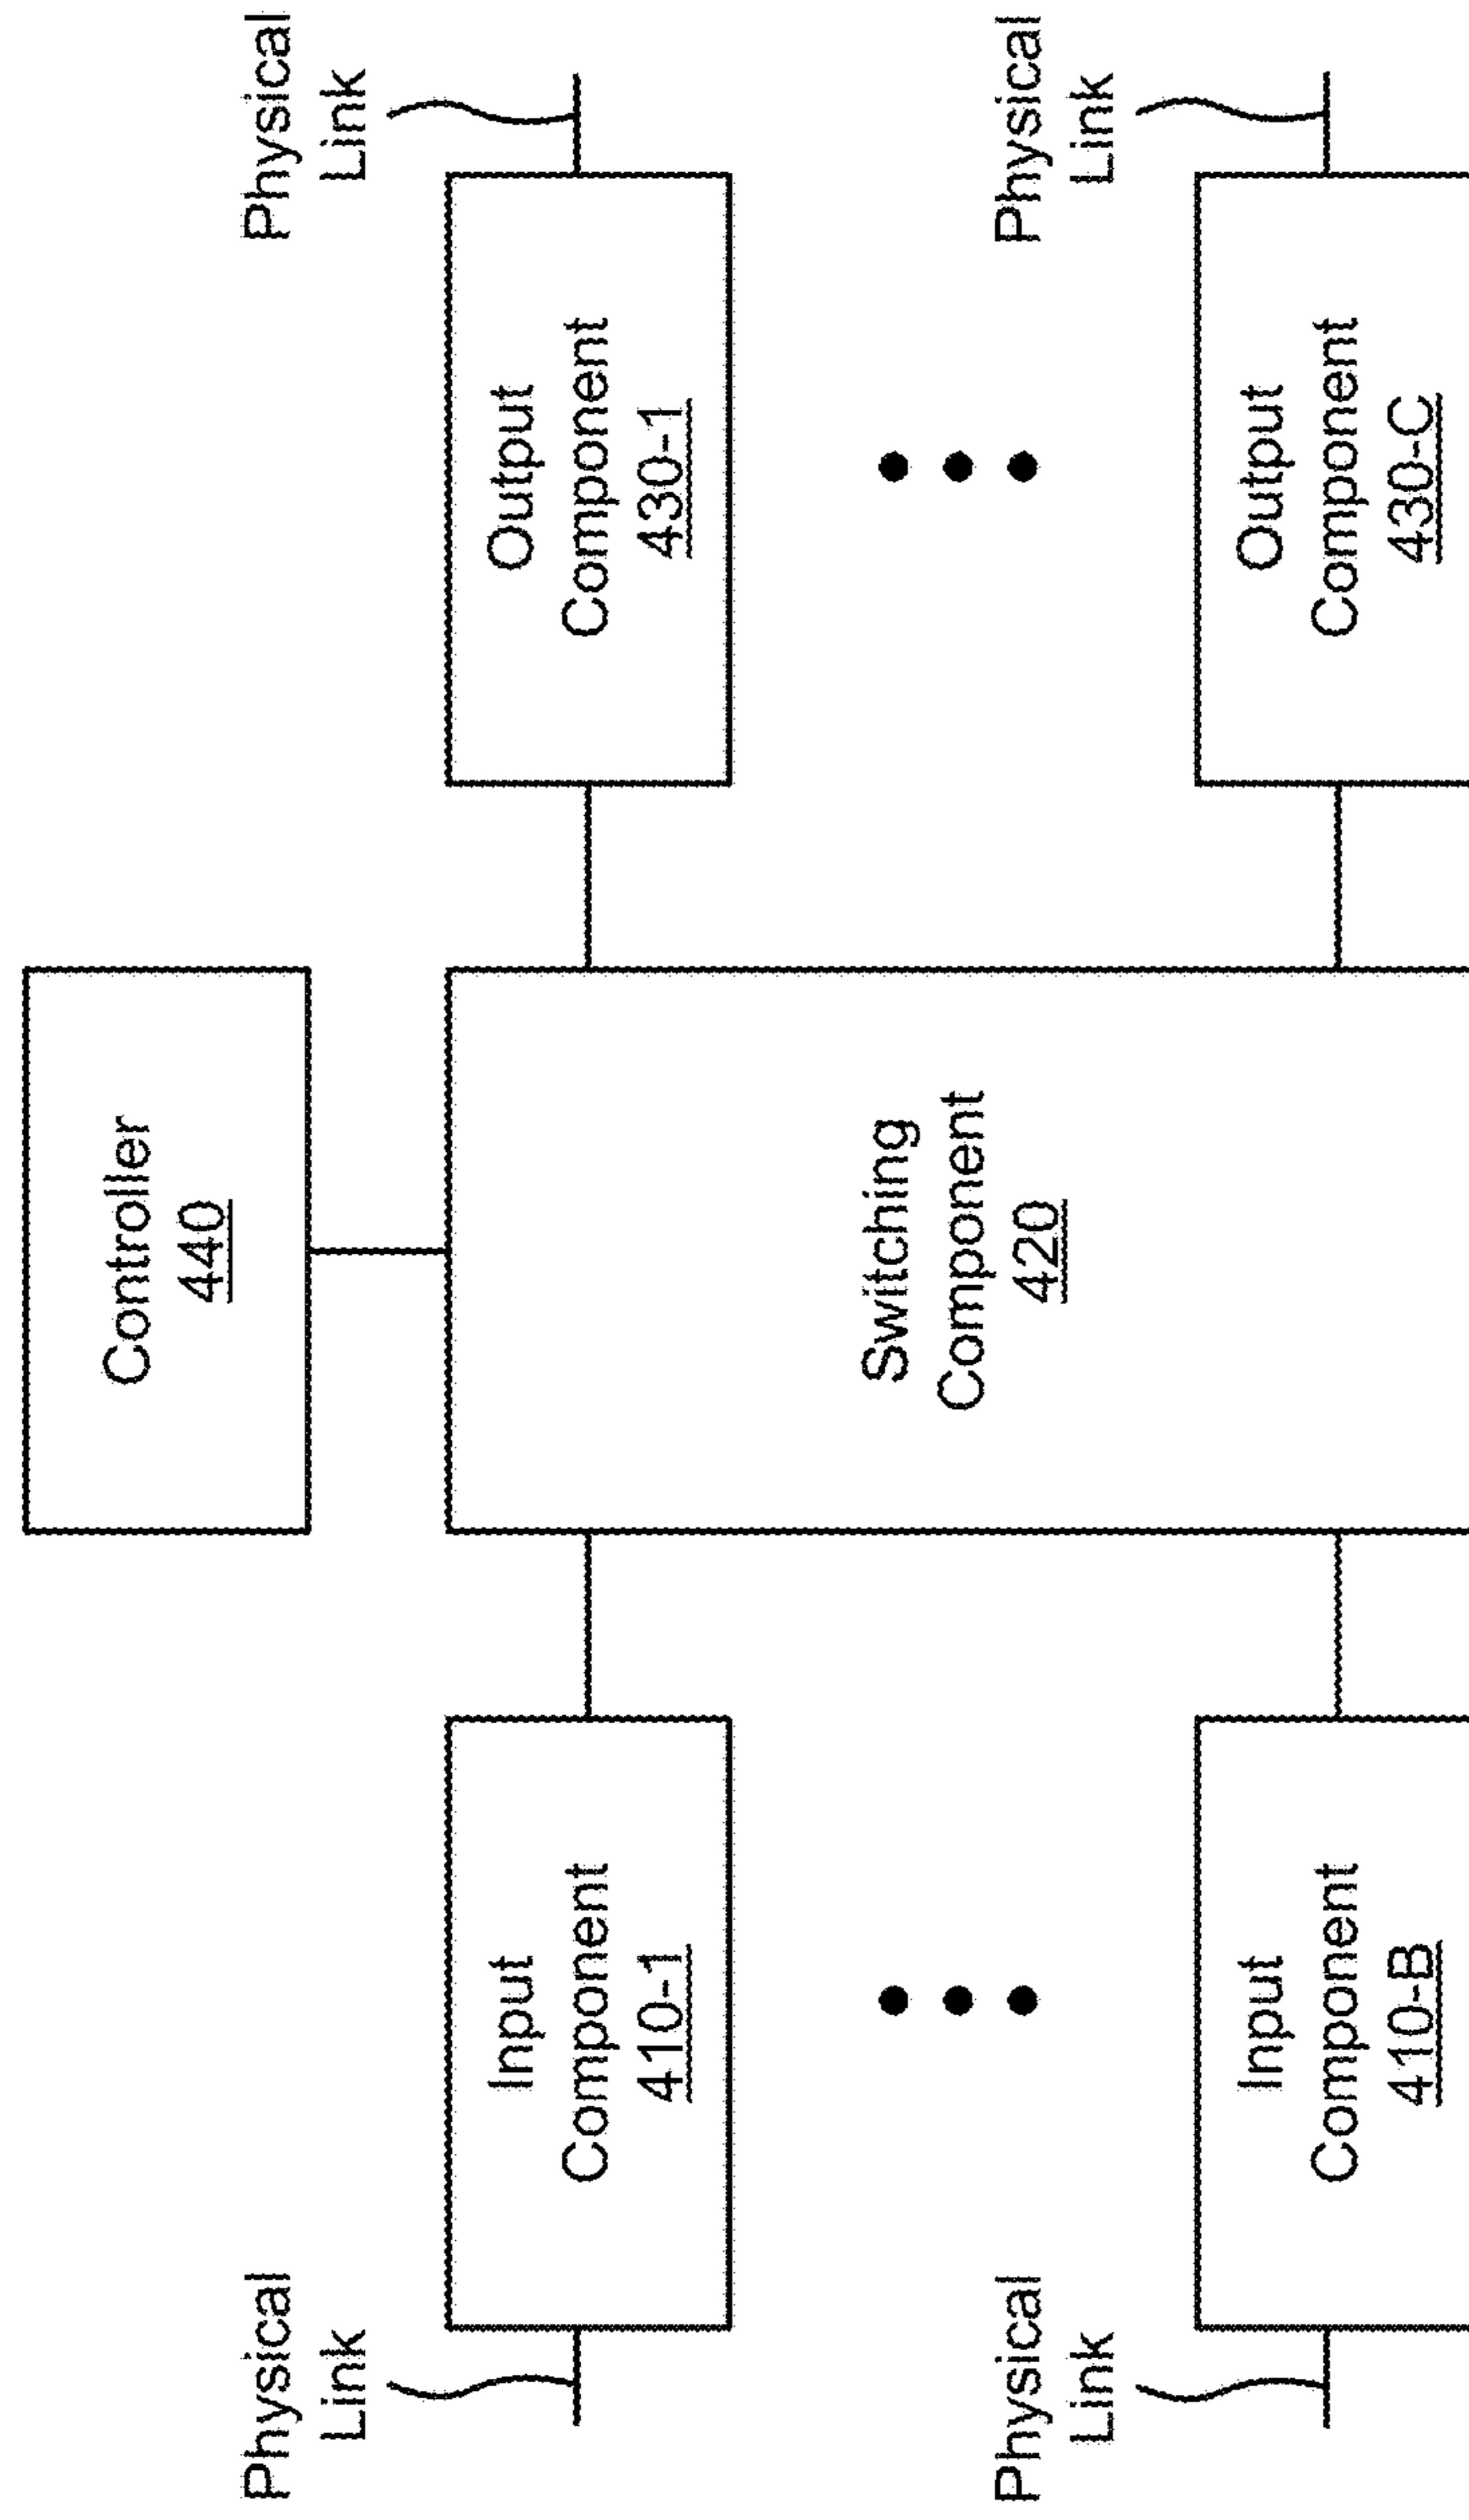 Controller
440
Physical
Link
Input
Component
410-1
Switching
Component
420
Output
Component
430-1
Physical
Link
Physical
Link
Input
Component
410-B
Output
Component
430-C
Physical
Link